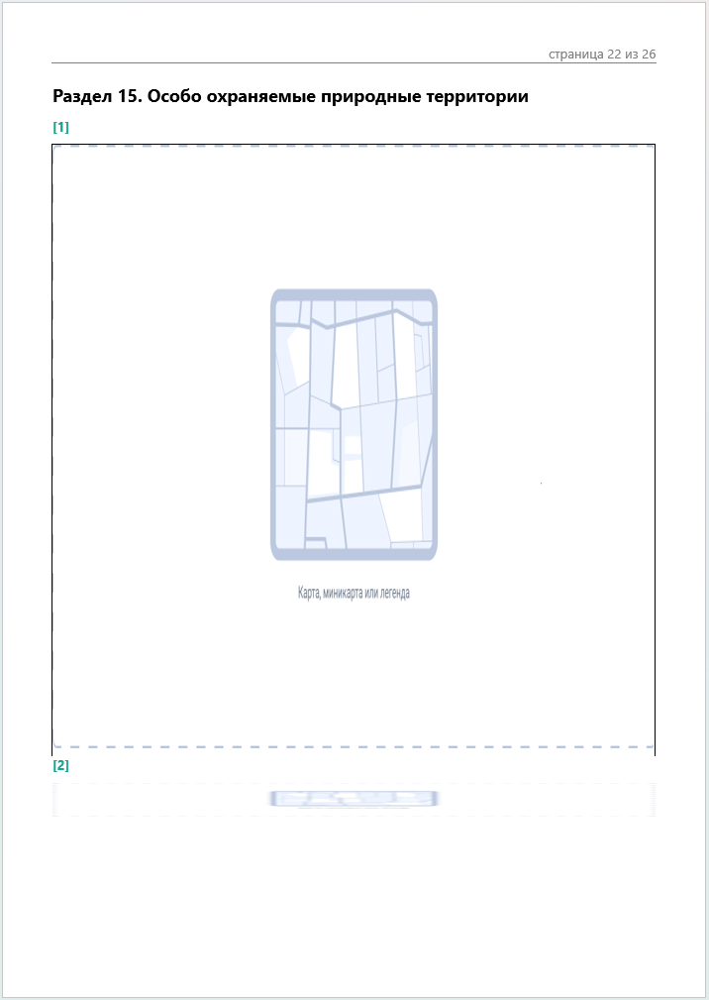 страница 22 из 26
Раздел 15. Особо охраняемые природные территории
[1]
Карта, миникарта или легенда
[2]